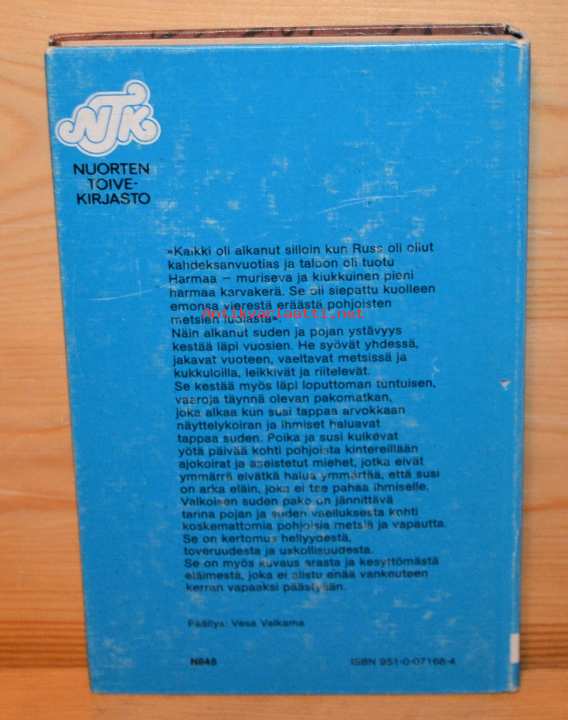 NTK
NUORTEN
TOIVE-
KIRJASTO
»Kaikki oli alkanut silloin kun Russ oli ollut
kahdeksanvuotias ja taloon oli tuotu
Harmaa – muriseva ja kiukkuinen pieni
harmaa karvakerä. Se oli siepattu kuolleen
emonsa vierestä eräästä pohjoisten
metsien luolasta»
Antikvariaatti.net
Näin alkanut suden ja pojan ystävyys
kestää läpi vuosien. He syövät yhdessä,
jakavat vuoteen, vaeltavat metsissä ja
kukkuloilla, leikkivät ja riitelevät.
Se kestää myös läpi loputtoman tuntuisen,
vaaroja täynnä olevan pakomatkan,
joka alkaa kun susi tappaa arvokkaan
näyttelykoiran ja ihmiset haluavat
tappaa suden. Poika ja susi kulkevat
yötä päivää kohti pohjoista kintereillään
ajokoirat ja aseistetut miehet, jotka eivät
ymmärrä eivätkä halua ymmärtää, että susi
on arka eläin, joka ei tee pahaa ihmiselle.
Valkoisen suden pako on jännittävä
tarina pojan ja suden vaelluksesta kohti
koskemattomia pohjoisia metsiä ja vapautta.
Se on kertomus hellyydestä,
toveruudesta ja uskollisuudesta.
Se on myös kuvaus arasta ja kesyttömästä
eläimestä, joka ei alistu enää vankeuteen
kerran vapaaksi päästyään.
Päällys: Vesa Valkama
N645
ISBN 951-0-07168-4